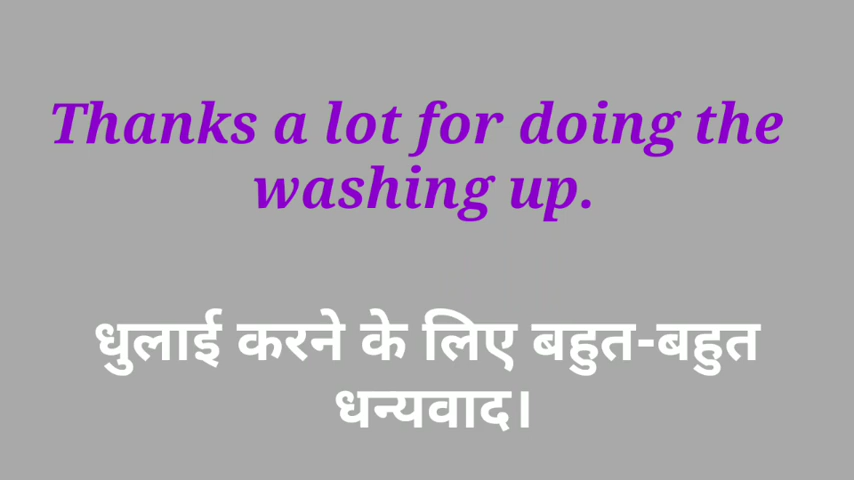 Thanks a lot for doing the
washing up.
धुलाई करने के लिए बहुत-बहुत
धन्यवाद।